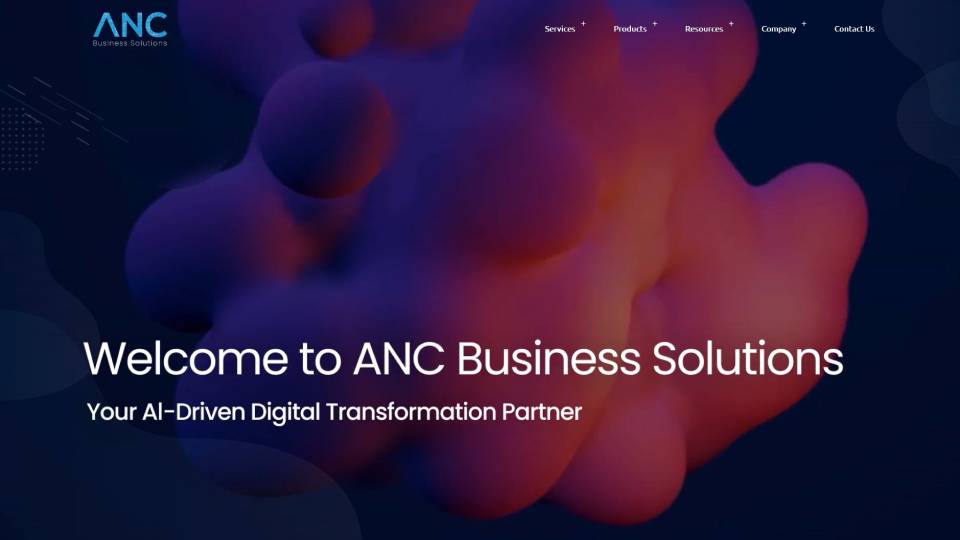 ANC
Business Solutions
Services +
Products +
Resources +
Company +
Contact Us
Welcome to ANC Business Solutions
Your AI-Driven Digital Transformation Partner